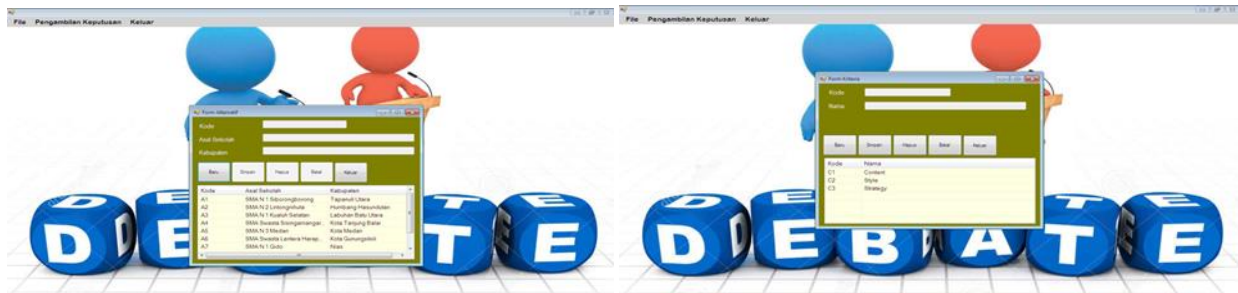 File Pengambilan Keputusan Keluar
Form Alternatif
Kode
Asal Sekolah
Kabupaten
Baru Simpan Hapus Batal Keluar
Kode Asal Sekolah Kabupaten
A1 SMA N 1 Siborongborong Tapanuli Utara
A2 SMA N 2 Lintongnihuta Humbang Hasundutan
A3 SMA N 1 Kualuh Selatan Labuhan Batu Utara
A4 SMA Swasta Sisingamangar... Kota Tanjung Balai
A5 SMA N 3 Medan Kota Medan
A6 SMA Swasta Lentera Harap... Kota Gunungsitoli
A7 SMA N 1 Gido Nias
D D E T E E
File Pengambilan Keputusan Keluar
Form Kriteria
Kode
Nama
Baru Simpan Hapus Batal Keluar
Kode Nama
C1 Content
C2 Style
C3 Strategy
D E B A T E